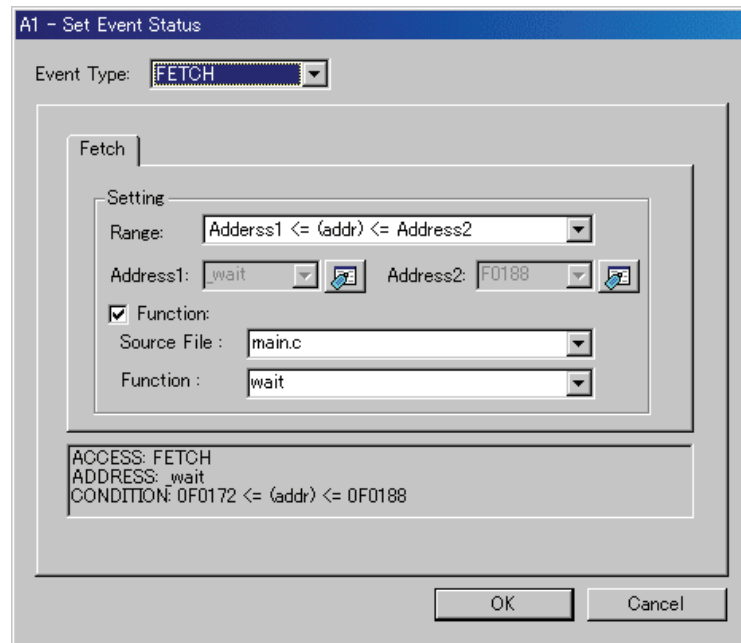 A1 - Set Event Status
Event Type: FETCH
Fetch
Setting
Range: Adderss1 <= (addr) <= Address2
Address1: _wait Address2: F0188
Function:
Source File : main.c
Function : wait
ACCESS: FETCH
ADDRESS: _wait
CONDITION: 0F0172 <= (addr) <= 0F0188
OK Cancel